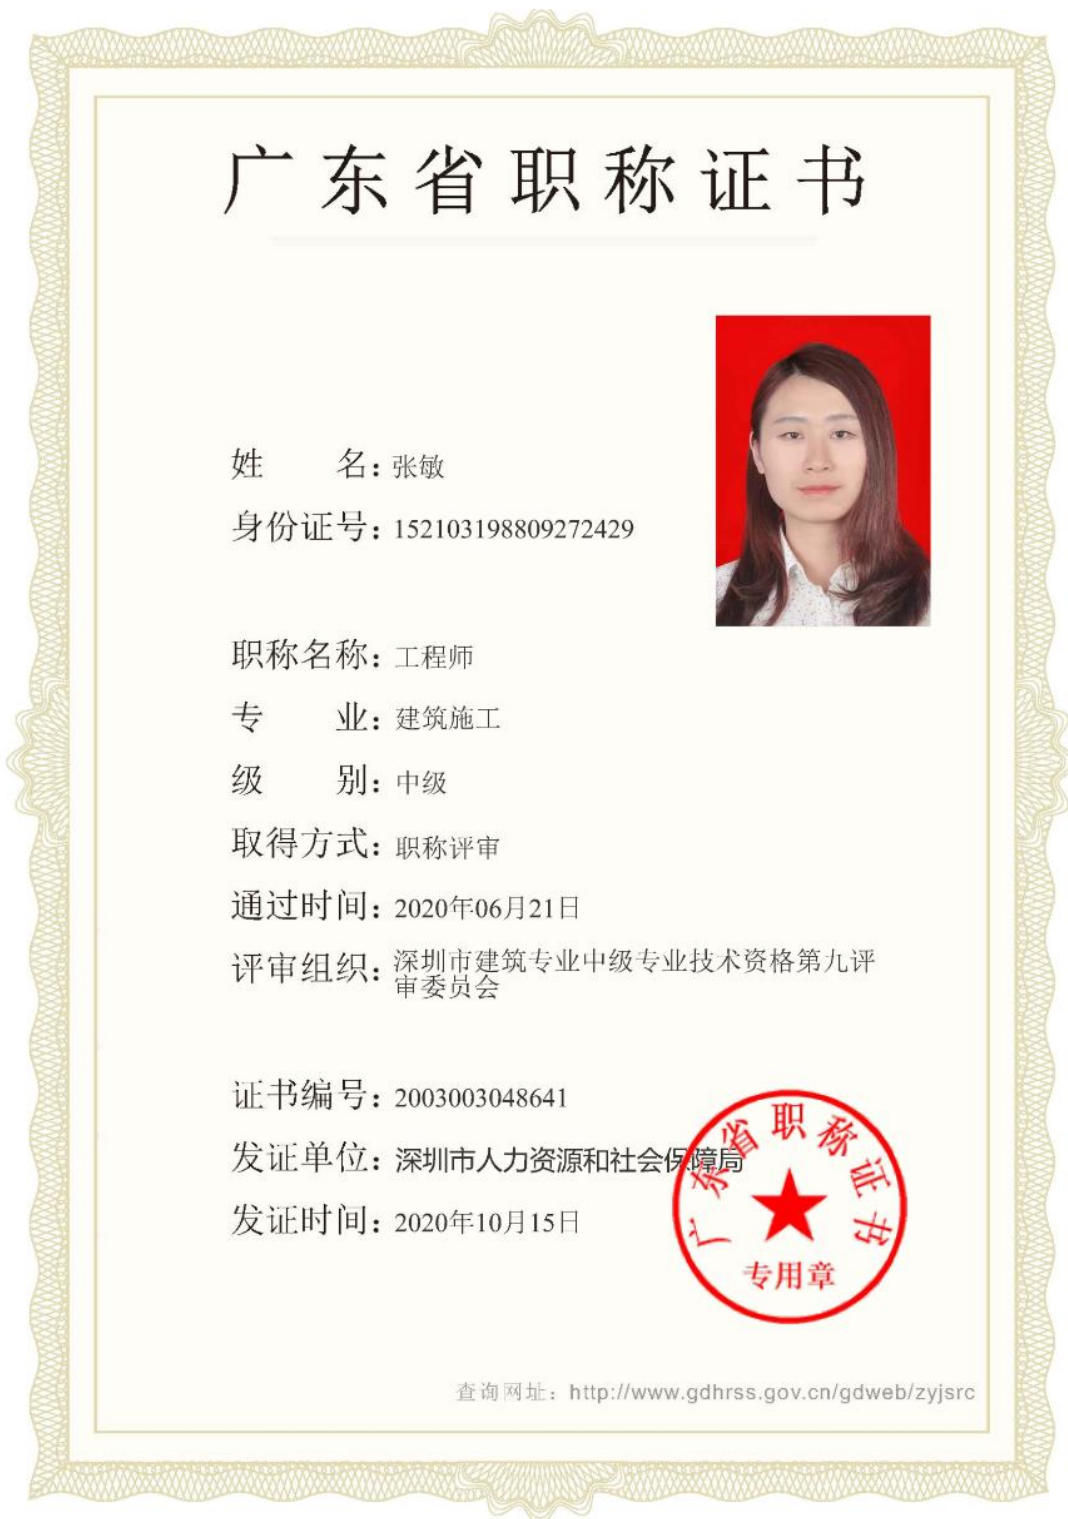 广东省职称证书
姓 名：张敏
身份证号：152103198809272429
职称名称：工程师
专 业：建筑施工
级 别：中级
取得方式：职称评审
通过时间：2020年06月21日
评审组织：深圳市建筑专业中级专业技术资格第九评
审委员会
证书编号：2003003048641
发证单位：深圳市人力资源和社会保障局
发证时间：2020年10月15日
广东省职称证书
专用章
查询网址：http://www.gdhrss.gov.cn/gdweb/zyjsrc